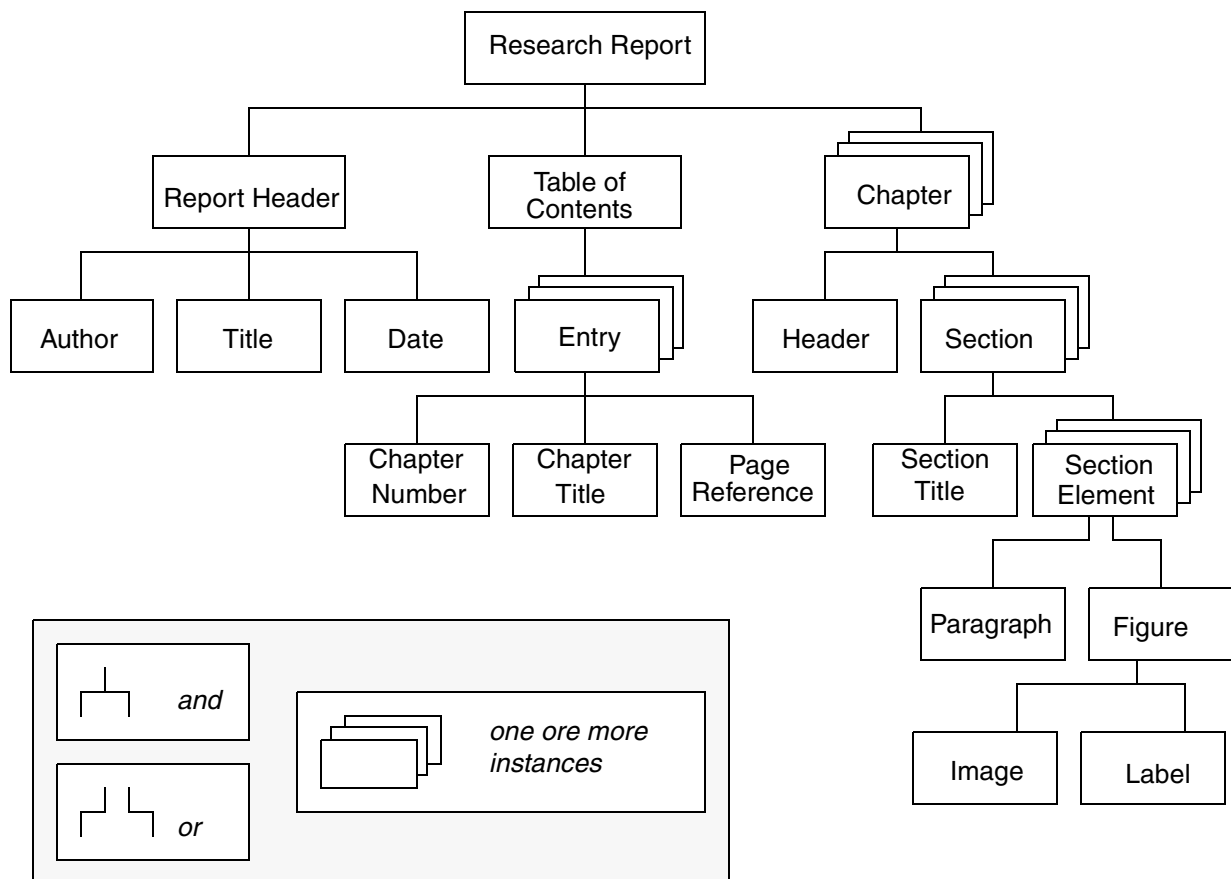 Research Report
Report Header
Table of
Contents
Chapter
Author
Title
Date
Entry
Header
Section
Chapter
Number
Chapter
Title
Page
Reference
Section
Title
Section
Element
Paragraph
Figure
Image
Label
and
or
one ore more
instances